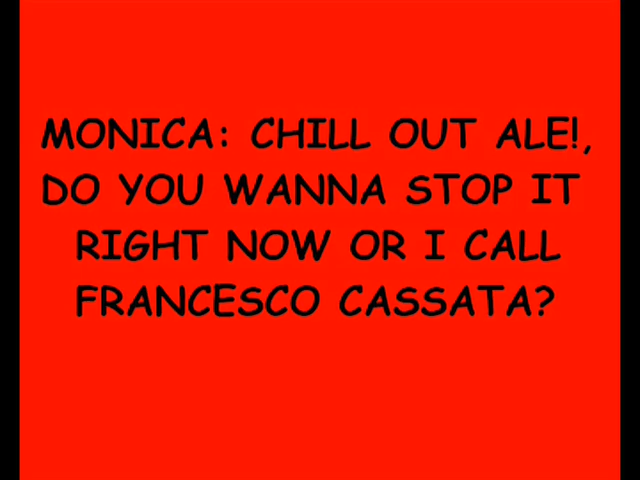 MONICA: CHILL OUT ALE!,
DO YOU WANNA STOP IT
RIGHT NOW OR I CALL
FRANCESCO CASSATA?